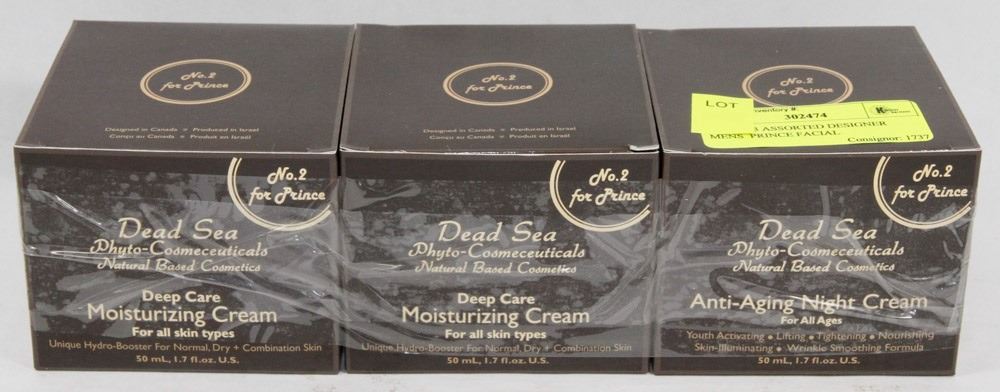 No.2
for Prince
Designed in Canada = Produced in Israel
Conçu au Canada = Produit en Israël
No.2
for Prince
Dead Sea
Phyto-Cosmeceuticals
Natural Based Cosmetics
Deep Care
Moisturizing Cream
For all skin types
Unique Hydro-Booster For Normal, Dry + Combination Skin
50 mL, 1.7 fl.oz. U.S.
No.2
for Prince
Designed in Canada = Produced in Israel
Conçu au Canada = Produit en Israël
No.2
for Prince
Dead Sea
Phyto-Cosmeceuticals
Natural Based Cosmetics
Deep Care
Moisturizing Cream
For all skin types
Unique Hydro-Booster For Normal, Dry + Combination Skin
50 mL, 1.7 fl.oz. U.S.
No.2
for Prince
LOT
nventory #
302474
3 ASSORTED DESIGNER
MENS PRINCE FACIAL
Consignor: 1737
No.2
for Prince
Dead Sea
Phyto-Cosmeceuticals
Natural Based Cosmetics
Anti-Aging Night Cream
For All Ages
Youth Activating • Lifting • Tightening • Nourishing
Skin-Illuminating • Wrinkle Smoothing Formula
50 mL, 1.7 fl.oz. U.S.